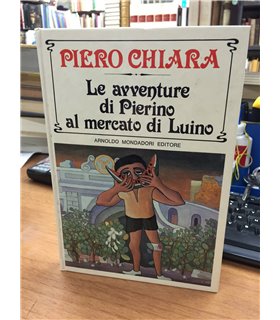 PIERO CHIARA
Le avventure
di Pierino
al mercato di Luino
ARNOLDO MONDADORI EDITORE